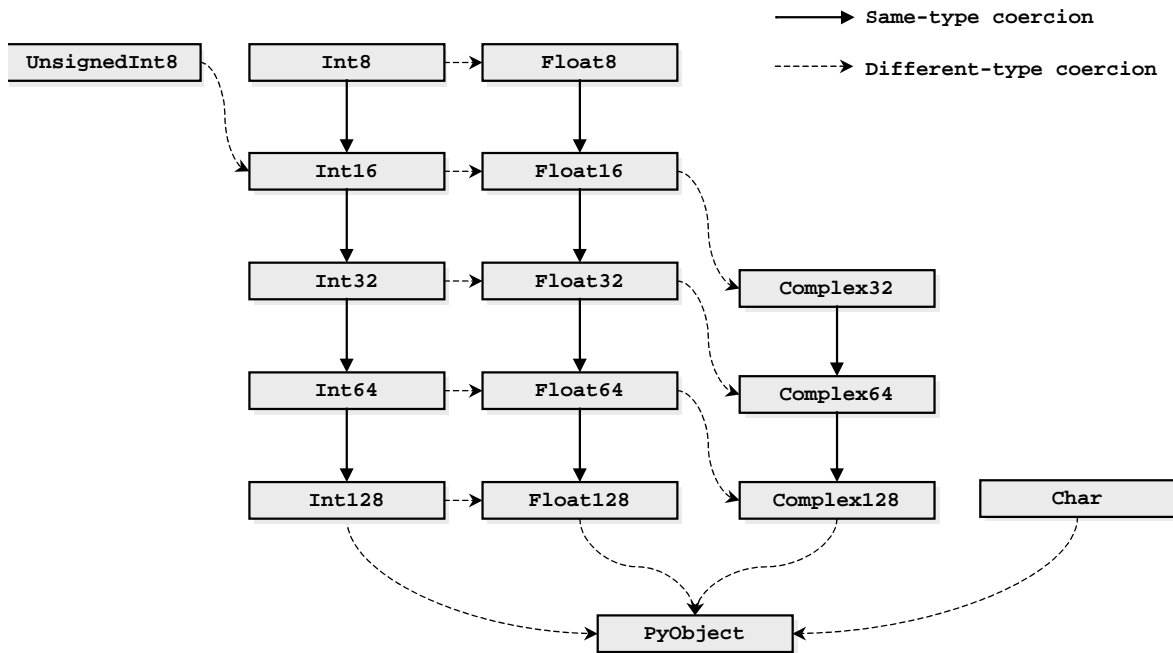 Same-type coercion
UnsignedInt8
Int8
Float8
Different-type coercion
Int16
Float16
Int32
Float32
Complex32
Int64
Float64
Complex64
Int128
Float128
Complex128
Char
PyObject